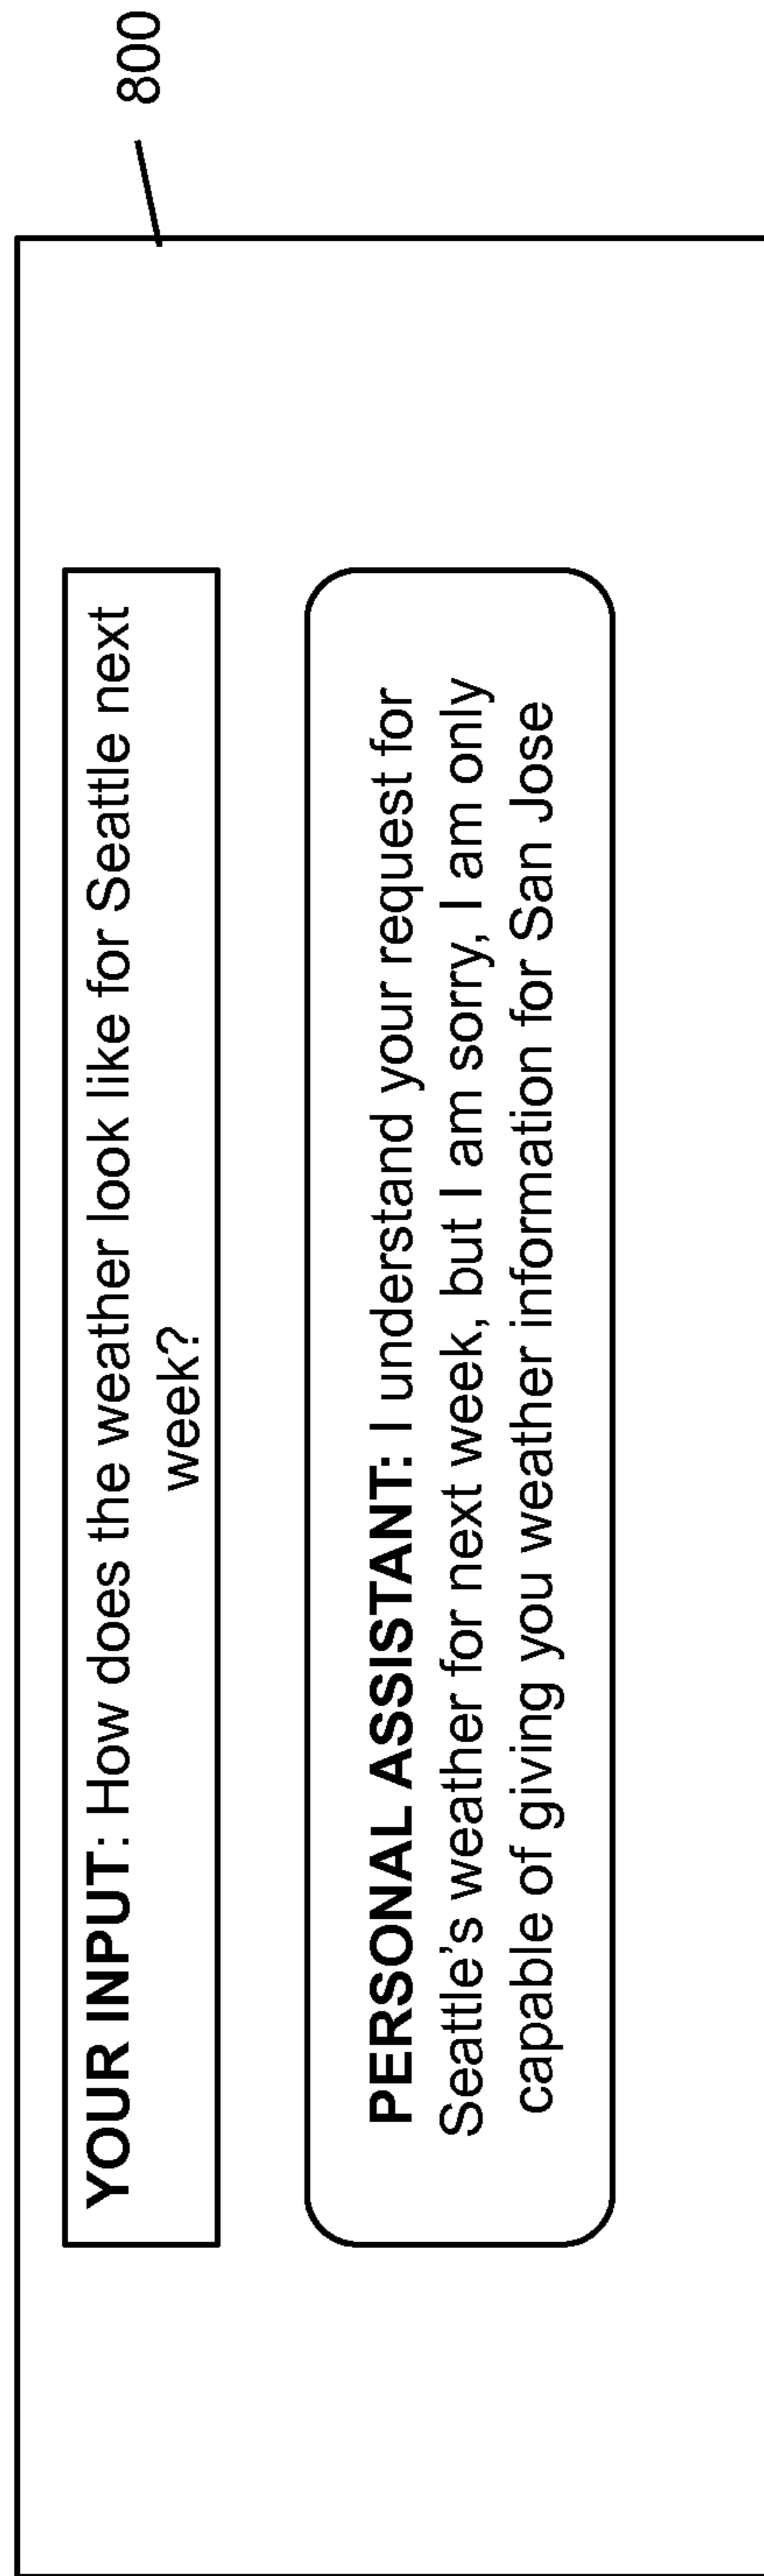 800
YOUR INPUT: How does the weather look like for Seattle next
week?
PERSONAL ASSISTANT: I understand your request for
Seattle’s weather for next week, but I am sorry, I am only
capable of giving you weather information for San Jose